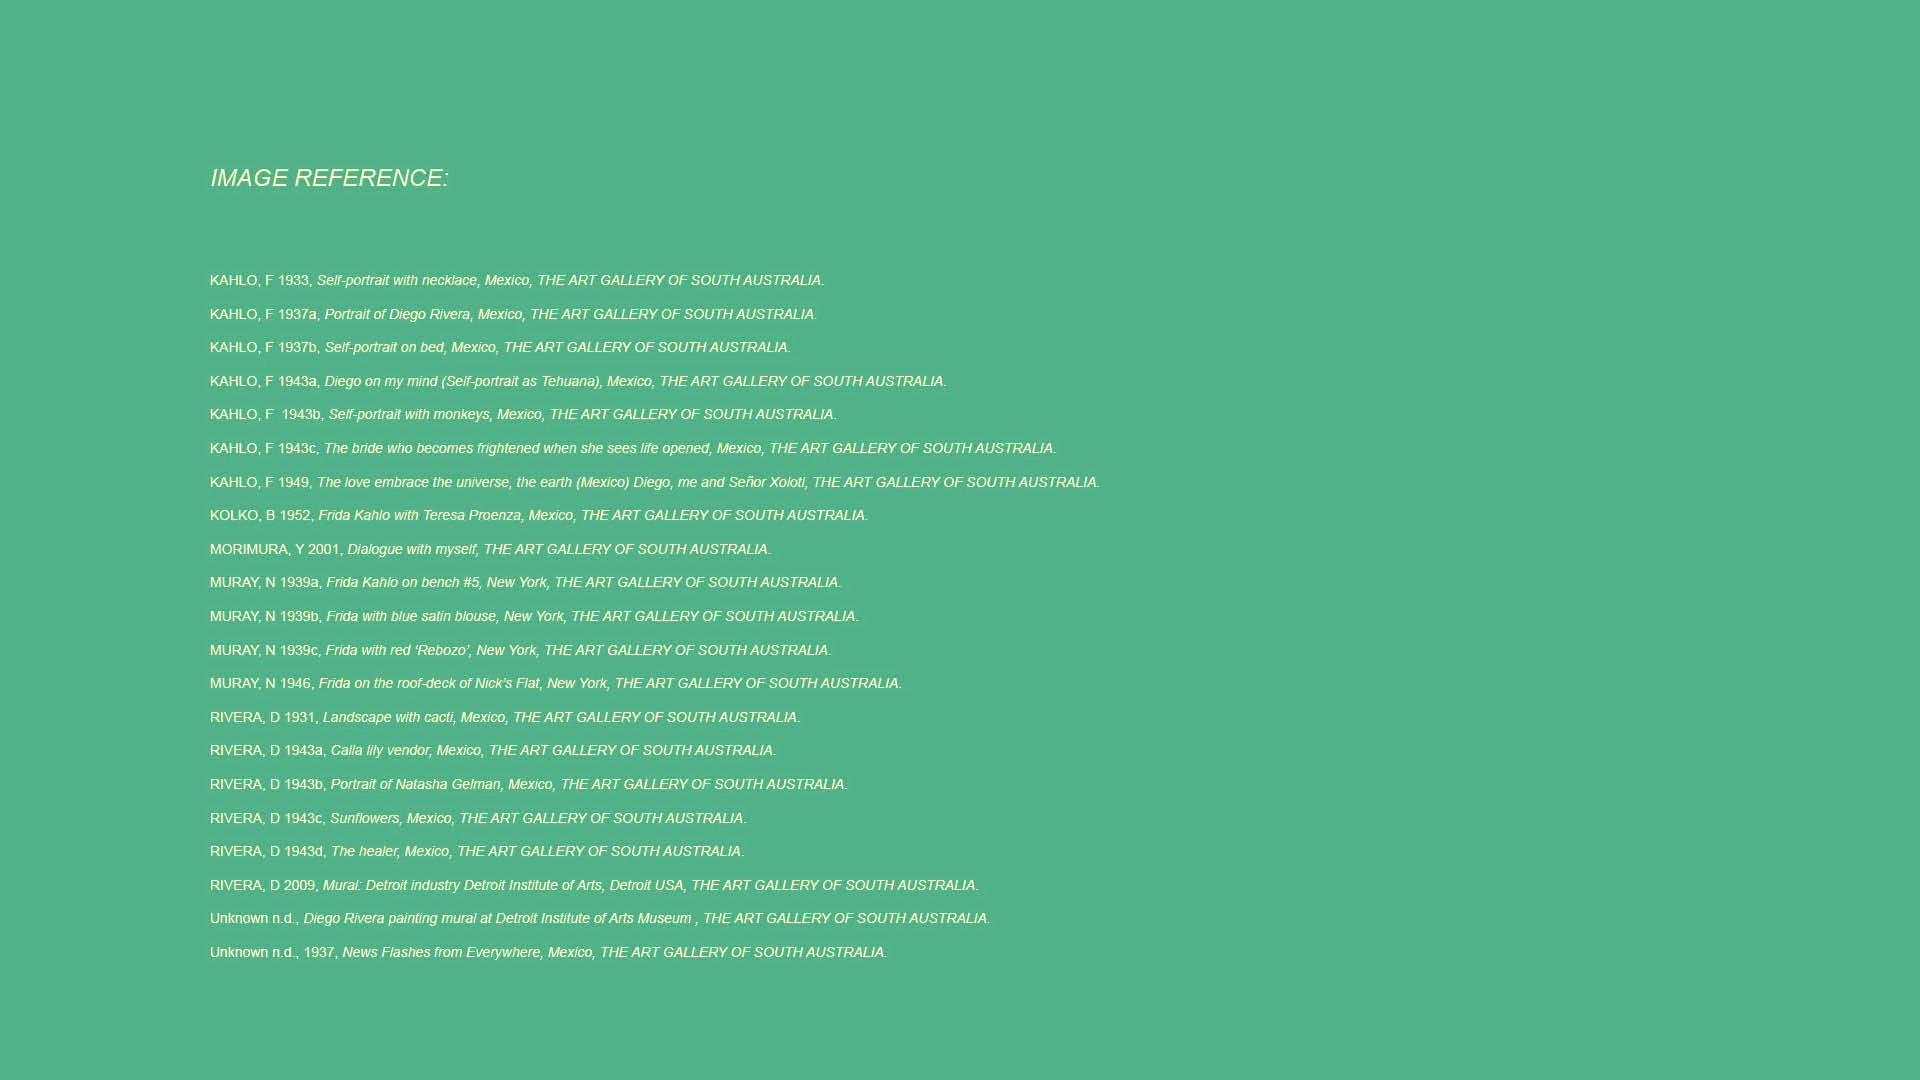 IMAGE REFERENCE:
KAHLO, F 1933, Self-portrait with necklace, Mexico, THE ART GALLERY OF SOUTH AUSTRALIA.
KAHLO, F 1937a, Portrait of Diego Rivera, Mexico, THE ART GALLERY OF SOUTH AUSTRALIA.
KAHLO, F 1937b, Self-portrait on bed, Mexico, THE ART GALLERY OF SOUTH AUSTRALIA.
KAHLO, F 1943a, Diego on my mind (Self-portrait as Tehuana), Mexico, THE ART GALLERY OF SOUTH AUSTRALIA.
KAHLO, F  1943b, Self-portrait with monkeys, Mexico, THE ART GALLERY OF SOUTH AUSTRALIA.
KAHLO, F 1943c, The bride who becomes frightened when she sees life opened, Mexico, THE ART GALLERY OF SOUTH AUSTRALIA.
KAHLO, F 1949, The love embrace the universe, the earth (Mexico) Diego, me and Señor Xolotl, THE ART GALLERY OF SOUTH AUSTRALIA.
KOLKO, B 1952, Frida Kahlo with Teresa Proenza, Mexico, THE ART GALLERY OF SOUTH AUSTRALIA.
MORIMURA, Y 2001, Dialogue with myself, THE ART GALLERY OF SOUTH AUSTRALIA.
MURAY, N 1939a, Frida Kahlo on bench #5, New York, THE ART GALLERY OF SOUTH AUSTRALIA.
MURAY, N 1939b, Frida with blue satin blouse, New York, THE ART GALLERY OF SOUTH AUSTRALIA.
MURAY, N 1939c, Frida with red ‘Rebozo’, New York, THE ART GALLERY OF SOUTH AUSTRALIA.
MURAY, N 1946, Frida on the roof-deck of Nick’s Flat, New York, THE ART GALLERY OF SOUTH AUSTRALIA.
RIVERA, D 1931, Landscape with cacti, Mexico, THE ART GALLERY OF SOUTH AUSTRALIA.
RIVERA, D 1943a, Calla lily vendor, Mexico, THE ART GALLERY OF SOUTH AUSTRALIA.
RIVERA, D 1943b, Portrait of Natasha Gelman, Mexico, THE ART GALLERY OF SOUTH AUSTRALIA.
RIVERA, D 1943c, Sunflowers, Mexico, THE ART GALLERY OF SOUTH AUSTRALIA.
RIVERA, D 1943d, The healer, Mexico, THE ART GALLERY OF SOUTH AUSTRALIA.
RIVERA, D 2009, Mural: Detroit industry Detroit Institute of Arts, Detroit USA, THE ART GALLERY OF SOUTH AUSTRALIA.
Unknown n.d., Diego Rivera painting mural at Detroit Institute of Arts Museum , THE ART GALLERY OF SOUTH AUSTRALIA.
Unknown n.d., 1937, News Flashes from Everywhere, Mexico, THE ART GALLERY OF SOUTH AUSTRALIA.